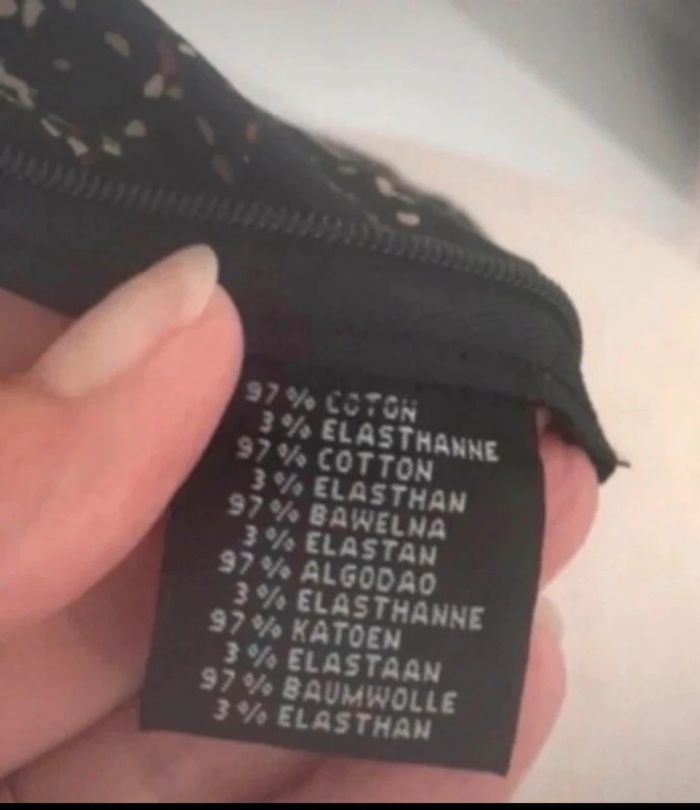 97% COTON
3% ELASTHANNE
97% COTTON
3% ELASTHAN
97% BAWELNA
3% ELASTAN
97% ALGODAO
3% ELASTHANNE
97% KATOEN
3% ELASTAAN
97% BAUMWOLLE
3% ELASTHAN